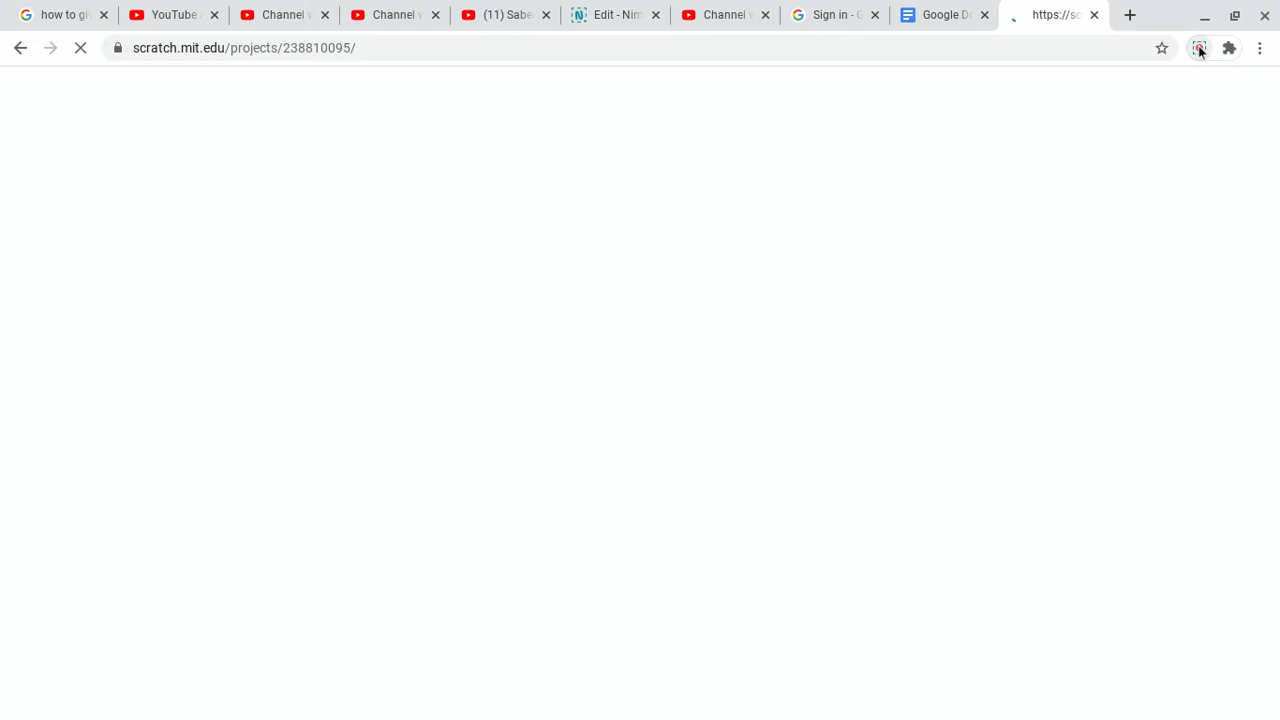 how to gi
YouTube
Channel
Channel
(11) Sabe
Edit - Nim
Channel
Sign in - G
Google Do
https://sc
scratch.mit.edu/projects/238810095/